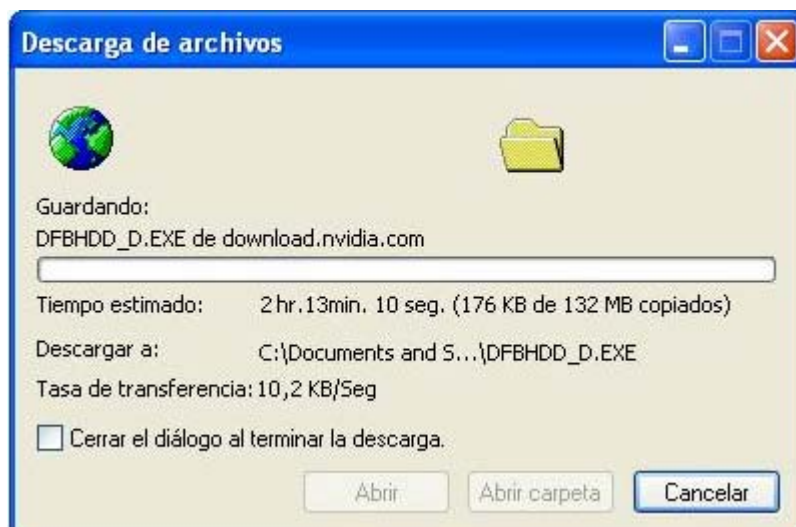 Descarga de archivos
Guardando:
DFBHDD_D.EXE de download.nvidia.com
Tiempo estimado: 2 hr.13min. 10 seg. (176 KB de 132 MB copiados)
Descargar a: C:\Documents and S...\DFBHDD_D.EXE
Tasa de transferencia: 10,2 KB/Seg
Cerrar el diálogo al terminar la descarga.
Abrir Abrir carpeta Cancelar